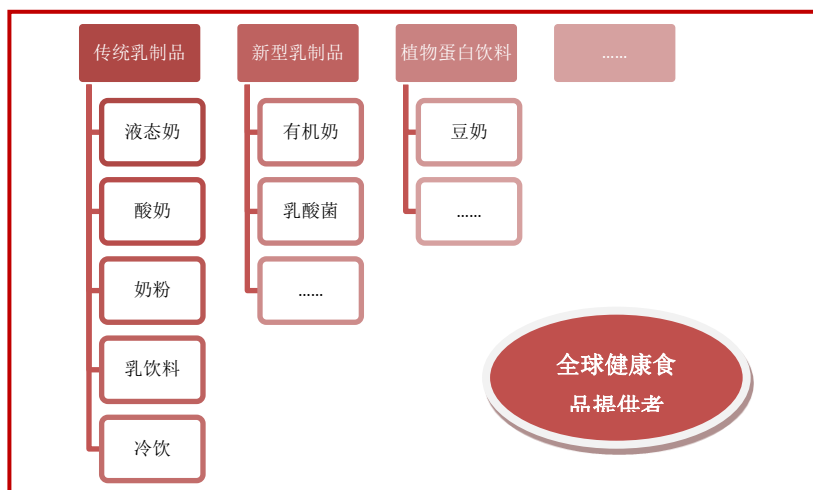 传统乳制品
液态奶
酸奶
奶粉
乳饮料
冷饮
新型乳制品
有机奶
乳酸菌
......
植物蛋白饮料
豆奶
......
......
全球健康食
品提供者